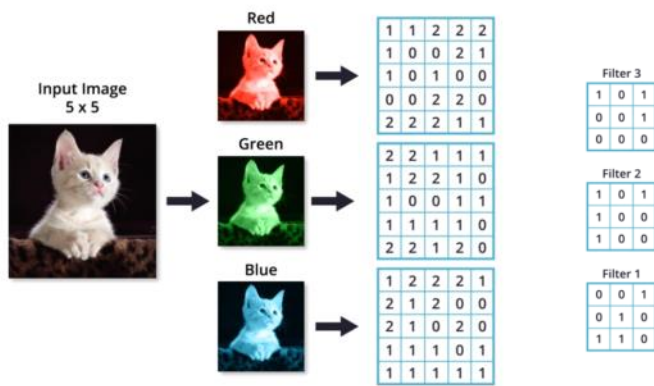 Input Image
5 x 5
Red
1 1 2 2 2
1 0 0 2 1
1 0 1 0 0
0 0 2 2 0
2 2 2 1 1
Green
2 2 1 1 1
1 2 2 1 0
1 0 0 1 1
1 1 1 1 0
2 2 1 2 0
Blue
1 2 2 2 1
2 1 2 0 0
2 1 0 2 0
1 1 1 0 1
1 1 1 1 1
Filter 3
1 0 1
0 0 1
0 0 0
Filter 2
1 0 1
1 0 0
1 0 0
Filter 1
0 0 1
0 1 0
1 1 0